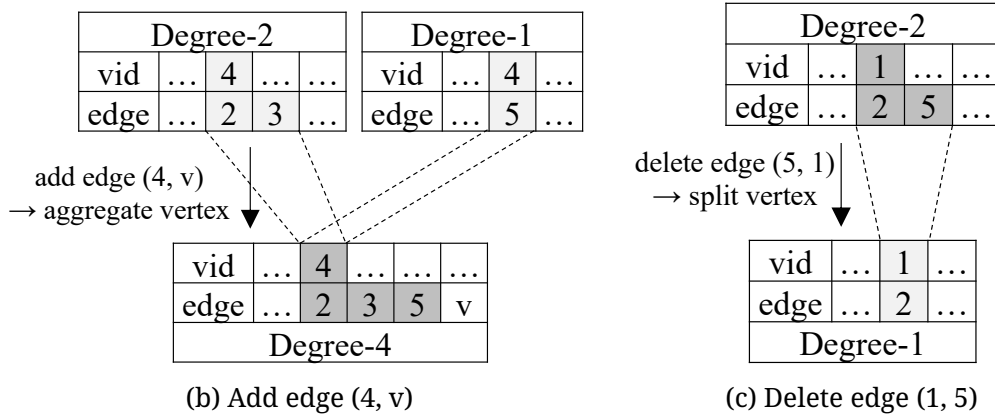 Degree-2
vid … 4 … …
edge … 2 3 …
Degree-1
vid … 4 …
edge … 5 …
add edge (4, v)
→ aggregate vertex
vid … 4 … … …
edge … 2 3 5 v
Degree-4
(b) Add edge (4, v)
Degree-2
vid … 1 … …
edge … 2 5 …
delete edge (5, 1)
→ split vertex
vid … 1 …
edge … 2 …
Degree-1
(c) Delete edge (1, 5)